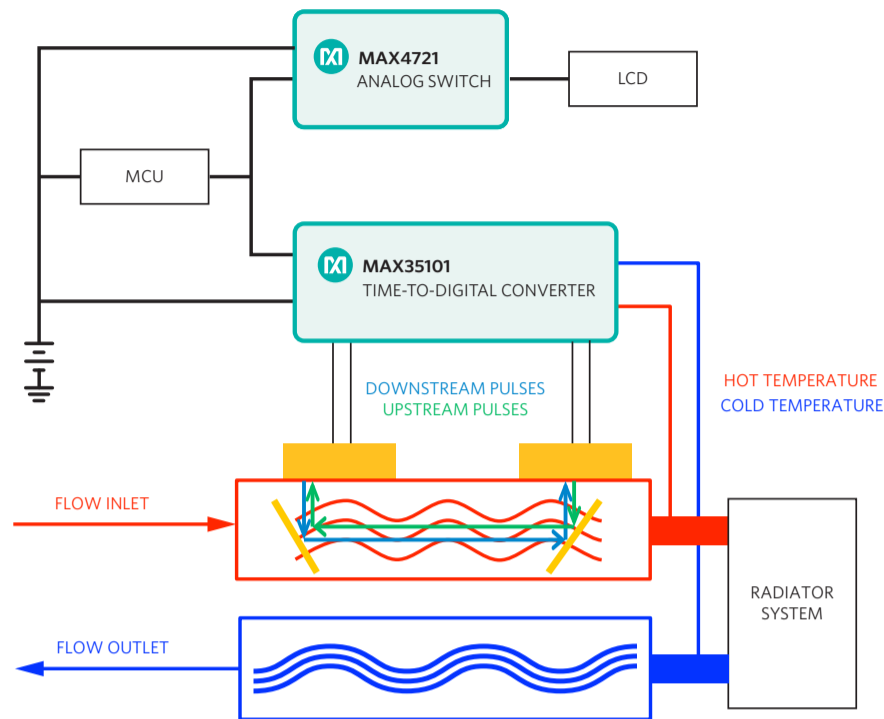 MAX4721
ANALOG SWITCH
LCD
MCU
MAX35101
TIME-TO-DIGITAL CONVERTER
DOWNSTREAM PULSES
UPSTREAM PULSES
HOT TEMPERATURE
COLD TEMPERATURE
FLOW INLET
RADIATOR
SYSTEM
FLOW OUTLET